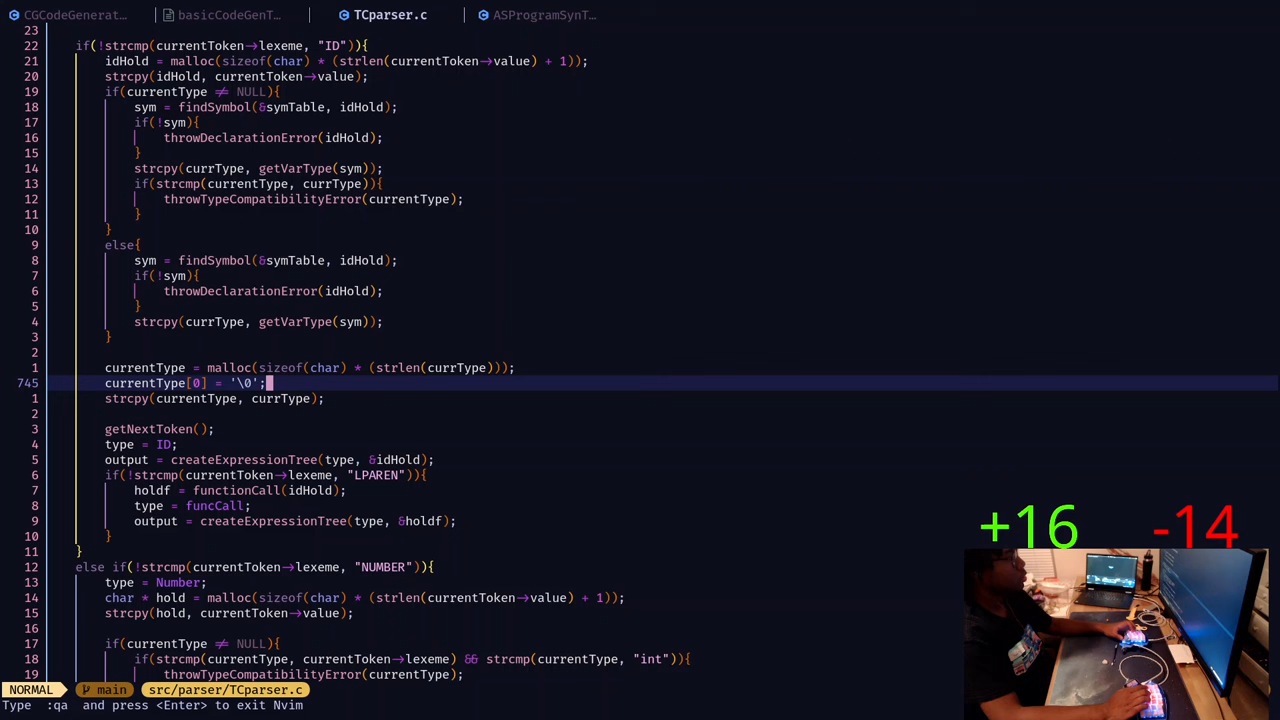 CGCodeGenerat… basicCodeGenT… TCparser.c ASProgramSynT…
23
22 if(!strcmp(currentToken→lexeme, "ID")){
21 idHold = malloc(sizeof(char) * (strlen(currentToken→value) + 1));
20 strcpy(idHold, currentToken→value);
19 if(currentType ≠ NULL){
18 sym = findSymbol(&symTable, idHold);
17 if(!sym){
16 throwDeclarationError(idHold);
15 }
14 strcpy(currType, getVarType(sym));
13 if(strcmp(currentType, currType)){
12 throwTypeCompatibilityError(currentType);
11 }
10 }
9 else{
8 sym = findSymbol(&symTable, idHold);
7 if(!sym){
6 throwDeclarationError(idHold);
5 }
4 strcpy(currType, getVarType(sym));
3 }
2
1 currentType = malloc(sizeof(char) * (strlen(currType)));
745 currentType[0] = '\0';
1 strcpy(currentType, currType);
2
3 getNextToken();
4 type = ID;
5 output = createExpressionTree(type, &idHold);
6 if(!strcmp(currentToken→lexeme, "LPAREN")){
7 holdf = functionCall(idHold);
8 type = funcCall;
9 output = createExpressionTree(type, &holdf);
10 }
11 }
12 else if(!strcmp(currentToken→lexeme, "NUMBER")){
13 type = Number;
14 char * hold = malloc(sizeof(char) * (strlen(currentToken→value) + 1));
15 strcpy(hold, currentToken→value);
16
17 if(currentType ≠ NULL){
18 if(strcmp(currentType, currentToken→lexeme) && strcmp(currentType, "int")){
19 throwTypeCompatibilityError(currentType);
+16 -14
NORMAL main src/parser/TCparser.c
Type :qa and press <Enter> to exit Nvim